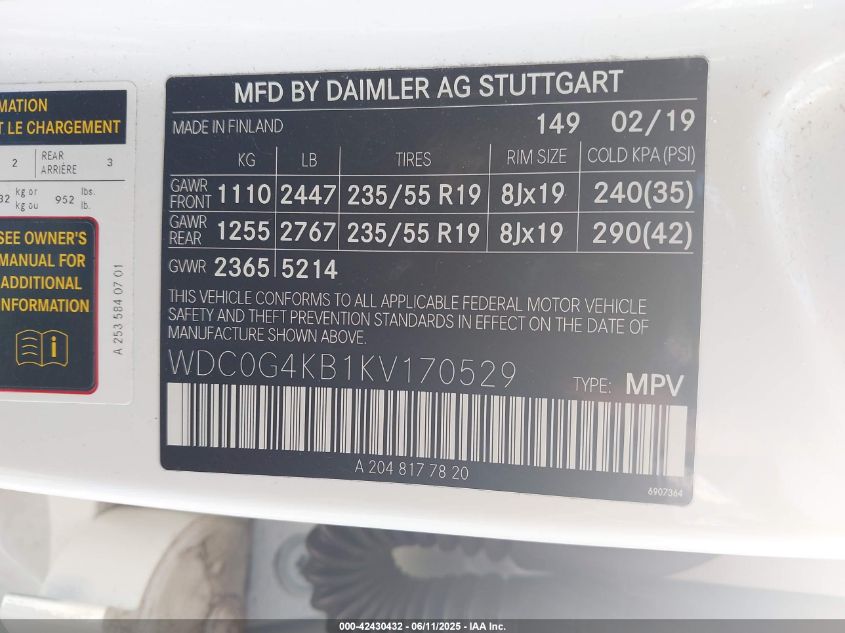 MATION
T LE CHARGEMENT
2 REAR ARRIÈRE 3
32 kg or kg ou 952 lbs. lb.
SEE OWNER'S
MANUAL FOR
ADDITIONAL
INFORMATION
A 253 584 07 01
MFD BY DAIMLER AG STUTTGART
MADE IN FINLAND 149 02/19
KG LB TIRES RIM SIZE COLD KPA (PSI)
GAWR FRONT 1110 2447 235/55 R19 8Jx19 240(35)
GAWR REAR 1255 2767 235/55 R19 8Jx19 290(42)
GVWR 2365 5214
THIS VEHICLE CONFORMS TO ALL APPLICABLE FEDERAL MOTOR VEHICLE
SAFETY AND THEFT PREVENTION STANDARDS IN EFFECT ON THE DATE OF
MANUFACTURE SHOWN ABOVE.
WDC0G4KB1KV170529
TYPE: MPV
A 204 817 78 20
6907364
000-42430432 - 06/11/2025 - IAA Inc.